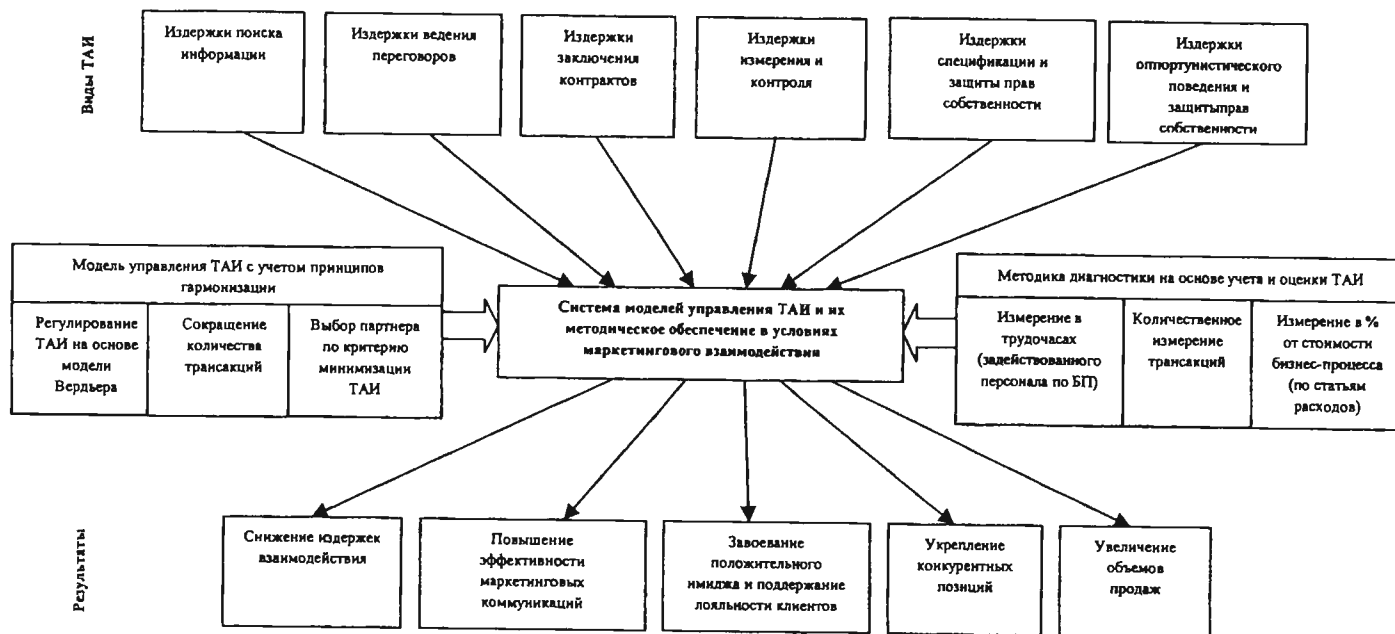 Виды ТАИ
Издержки поиска
информации
Издержки ведения
переговоров
Издержки
заключения
контрактов
Издержки
измерения и
контроля
Издержки
спецификации и
защиты прав
собственности
Издержки
оппортунистического
поведения и
защитыправ
собственности
Модель управления ТАИ с учетом принципов
гармонизации
Регулирование
ТАИ на основе
модели
Вердьера
Сокращение
количества
трансакций
Выбор партнера
по критерию
минимизации
ТАИ
Система моделей управления ТАИ и их
методическое обеспечение в условиях
маркетингового взаимодействия
Методика диагностики на основе учета и оценки ТАИ
Измерение в
трудочасах
(задействованного
персонала по БП)
Количественное
измерение
трансакций
Измерение в %
от стоимости
бизнес-процесса
(по статьям
расходов)
Результаты
Снижение издержек
взаимодействия
Повышение
эффективности
маркетинговых
коммуникаций
Завоевание
положительного
имиджа и поддержание
лояльности клиентов
Укрепление
конкурентных
позиций
Увеличение
объемов
продаж